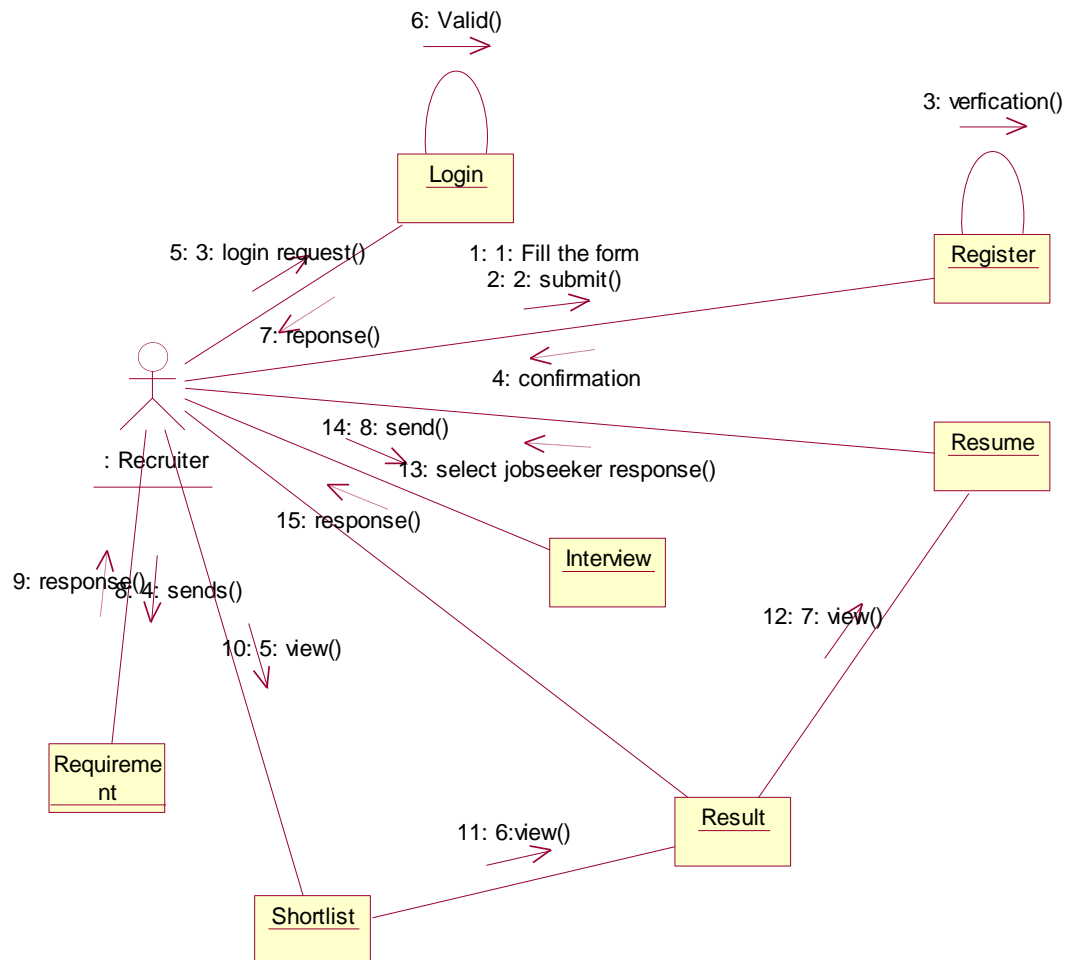 6: Valid()
3: verfication()
Login
5: 3: login request()
1: 1: Fill the form
2: 2: submit()
Register
7: reponse()
4: confirmation
14: 8: send()
Resume
: Recruiter
13: select jobseeker response()
15: response()
Interview
9: response()
8: 4: sends()
12: 7: view()
10: 5: view()
Requireme
nt
Result
11: 6:view()
Shortlist